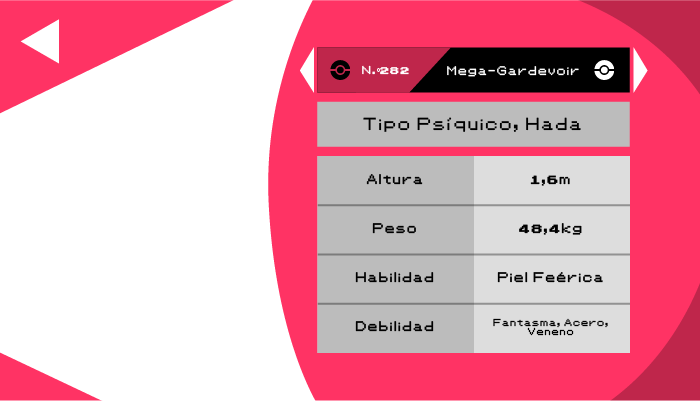 N.º282 Mega-Gardevoir
Tipo Psíquico, Hada
Altura 1,6m
Peso 48,4kg
Habilidad Piel Feérica
Debilidad Fantasma, Acero,
Veneno